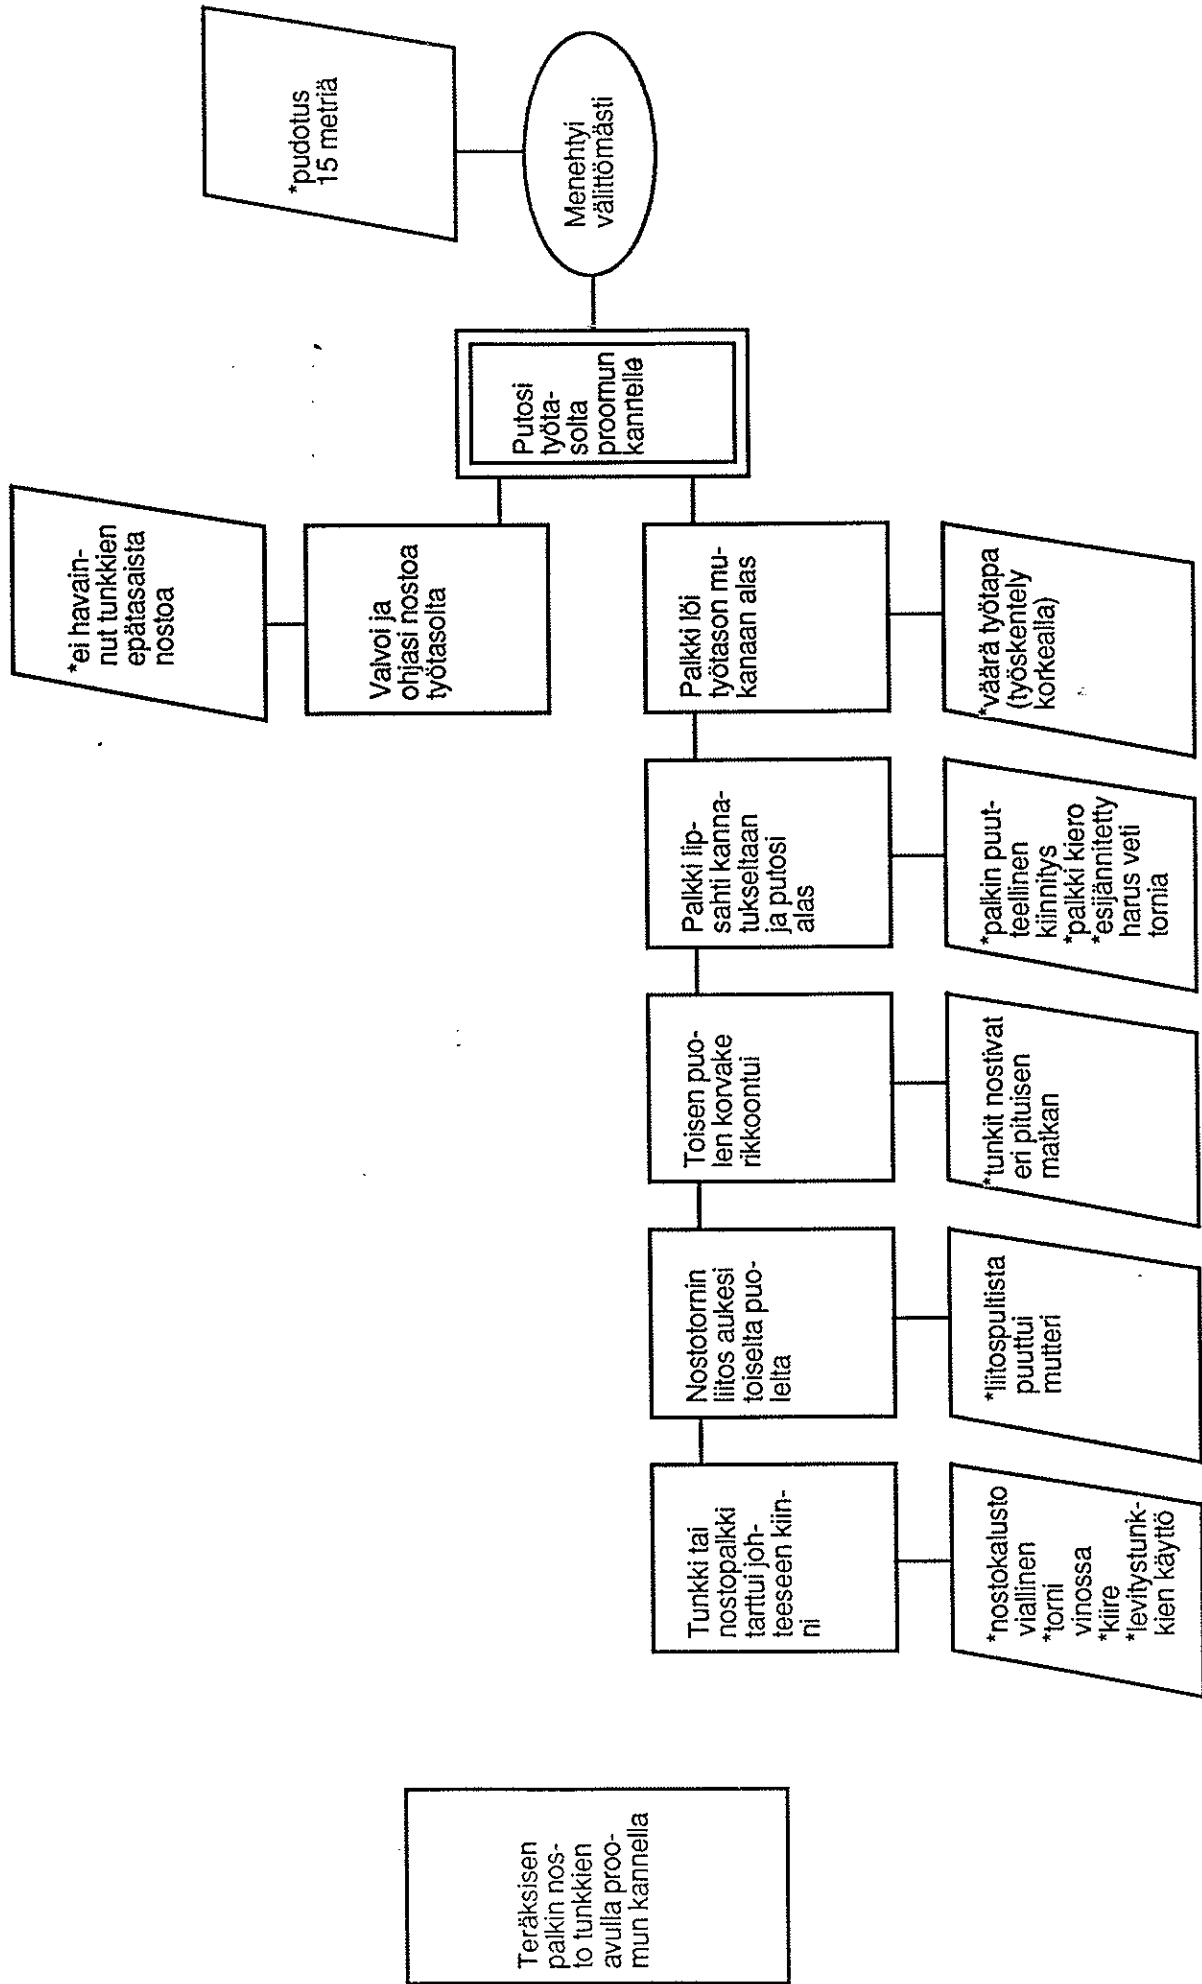 Teräksisen
palkin nos-
to tunkkien
avulla proo-
mun kannella
Tunkki tai
nostopalkki
tarttui joh-
teeseen kiin-
ni
*nostokalusto
viallinen
*torni
vinossa
*kiire
*levitystunk-
kien käyttö
Nostotornin
liitos aukesi
toiselta puo-
lelta
*liitospultista
puuttui
mutteri
Toisen puo-
len korvake
rikkoontui
*tunkit nostivat
eri pituisen
matkan
Palkki lip-
sahti kanna-
tukseltaan
ja putosi
alas
*palkin puut-
teellinen
kiinnitys
*palkki kiero
*esijännitetty
harus veti
tornia
Palkki löi
työtason mu-
kanaan alas
*väärä työtapa
(työskentely
korkealla)
*ei havain-
nut tunkkien
epätasaista
nostoa
Valvoi ja
ohjasi nostoa
työtasolta
Putosi
työta-
solta
proomun
kannelle
*pudotus
15 metriä
Menehtyi
välittömästi